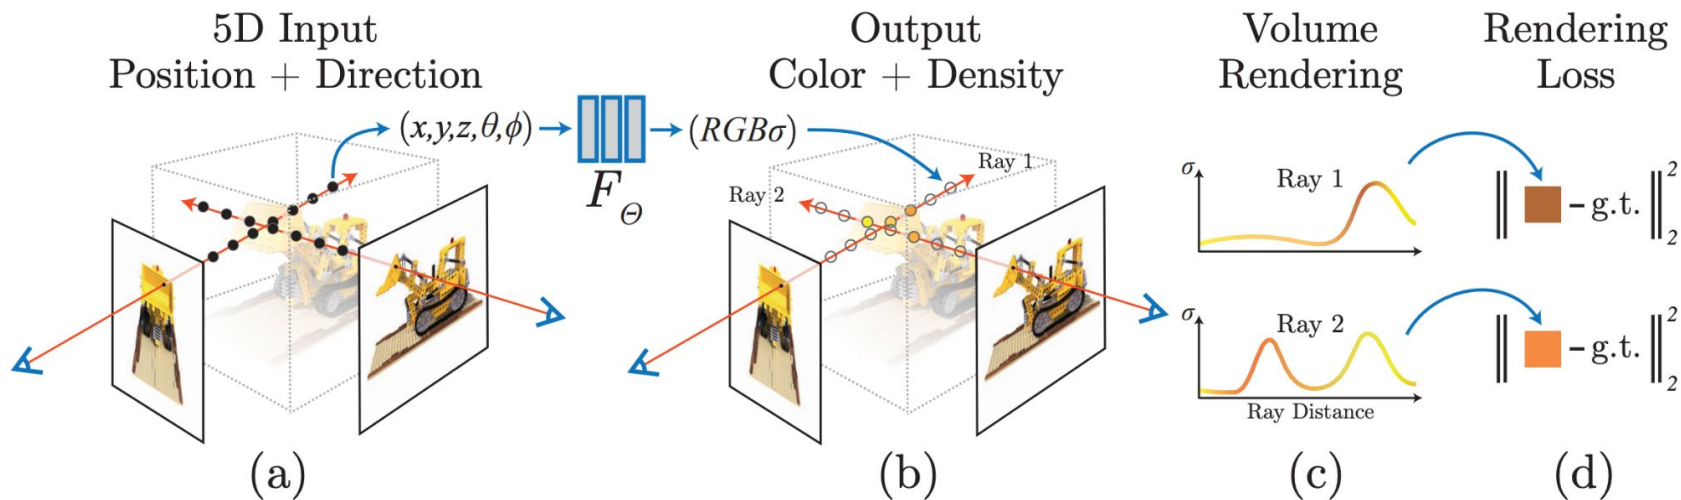 5D Input
Position + Direction
Output
Color + Density
Volume
Rendering
Rendering
Loss
(x,y,z,θ,ϕ)
F_Θ
(RGBσ)
Ray 1
Ray 2
σ
Ray 1
σ
Ray 2
Ray Distance
‖ – g.t. ‖²₂
‖ – g.t. ‖²₂
(a)
(b)
(c)
(d)